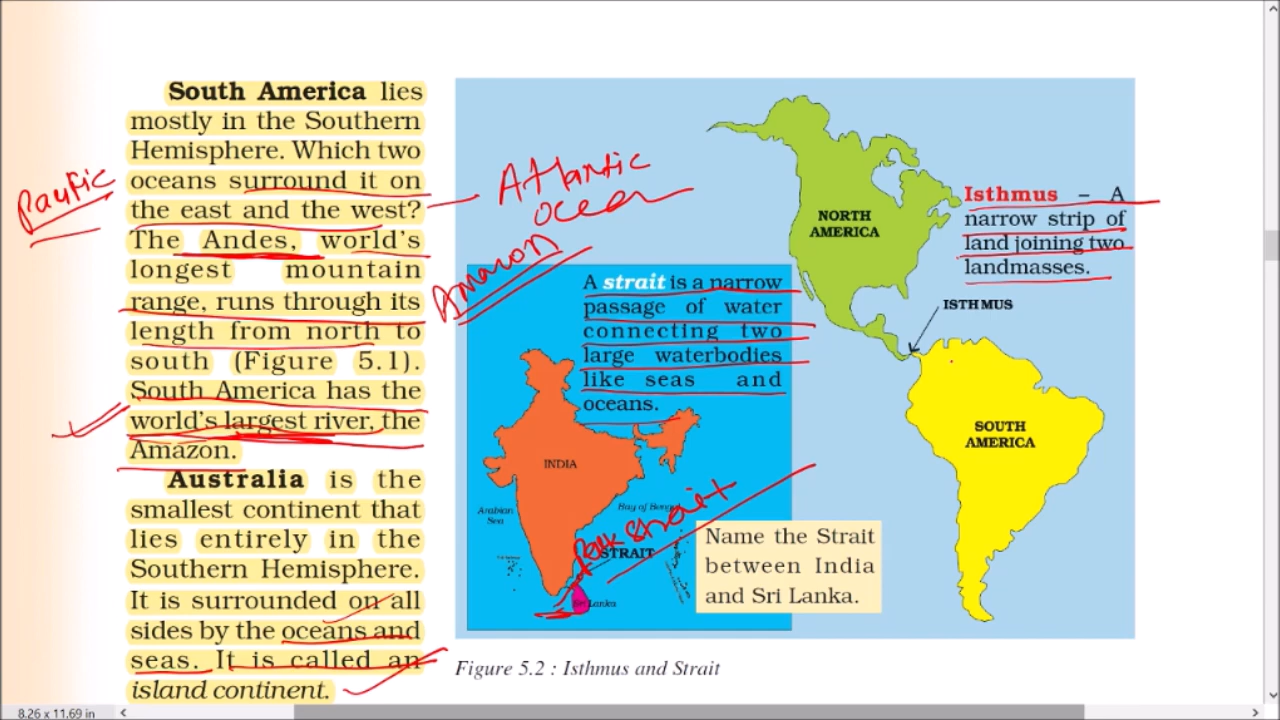 South America lies
mostly in the Southern
Hemisphere. Which two
oceans surround it on
the east and the west?
The Andes, world's
longest mountain
range, runs through its
length from north to
south (Figure 5.1).
South America has the
world's largest river, the
Amazon.
Australia is the
smallest continent that
lies entirely in the
Southern Hemisphere.
It is surrounded on all
sides by the oceans and
seas. It is called an
island continent.
Pacific
Atlantic
ocean
Amazon
A strait is a narrow
passage of water
connecting two
large waterbodies
like seas and
oceans.
INDIA
Arabian
Sea
Bay of Bengal
Palk Strait
STRAIT
Sri Lanka
Name the Strait
between India
and Sri Lanka.
NORTH
AMERICA
Isthmus – A
narrow strip of
land joining two
landmasses.
ISTHMUS
SOUTH
AMERICA
Figure 5.2 : Isthmus and Strait
8.26 x 11.69 in